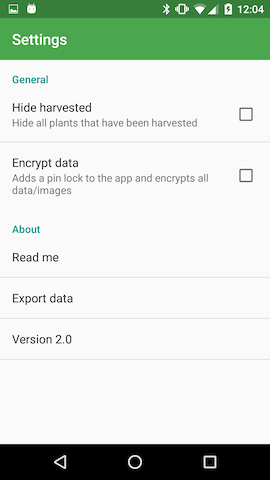 12:04
Settings
General
Hide harvested
Hide all plants that have been harvested
Encrypt data
Adds a pin lock to the app and encrypts all
data/images
About
Read me
Export data
Version 2.0